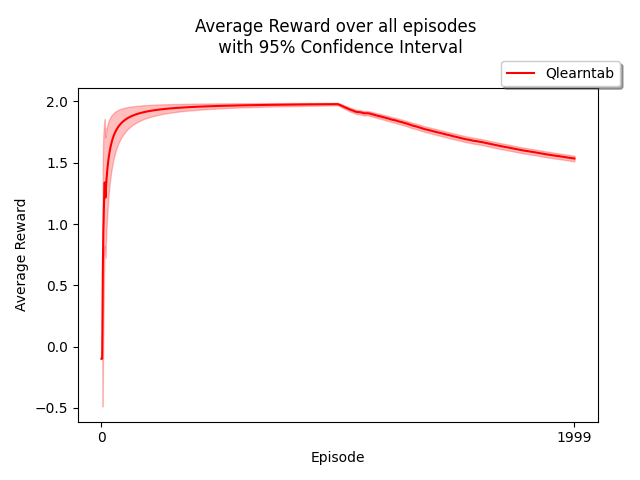 Average Reward over all episodes
with 95% Confidence Interval
Qlearntab
2.0
1.5
1.0
0.5
0.0
−0.5
Average Reward
0
1999
Episode